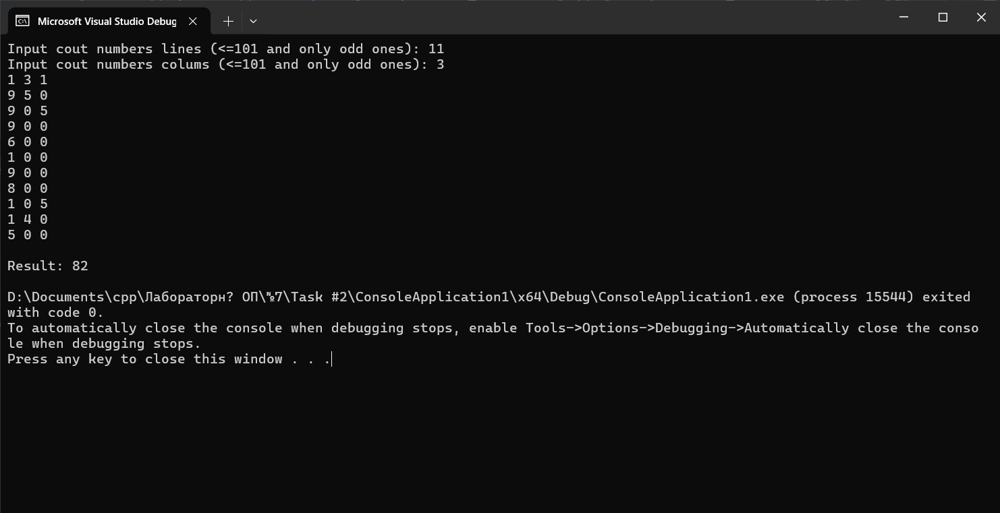 Microsoft Visual Studio Debug
Input cout numbers lines (<=101 and only odd ones): 11
Input cout numbers colums (<=101 and only odd ones): 3
1 3 1
9 5 0
9 0 5
9 0 0
6 0 0
1 0 0
9 0 0
8 0 0
1 0 5
1 4 0
5 0 0
Result: 82
D:\Documents\cpp\Лабораторн? ОП\№7\Task #2\ConsoleApplication1\x64\Debug\ConsoleApplication1.exe (process 15544) exited
with code 0.
To automatically close the console when debugging stops, enable Tools->Options->Debugging->Automatically close the conso
le when debugging stops.
Press any key to close this window . . .